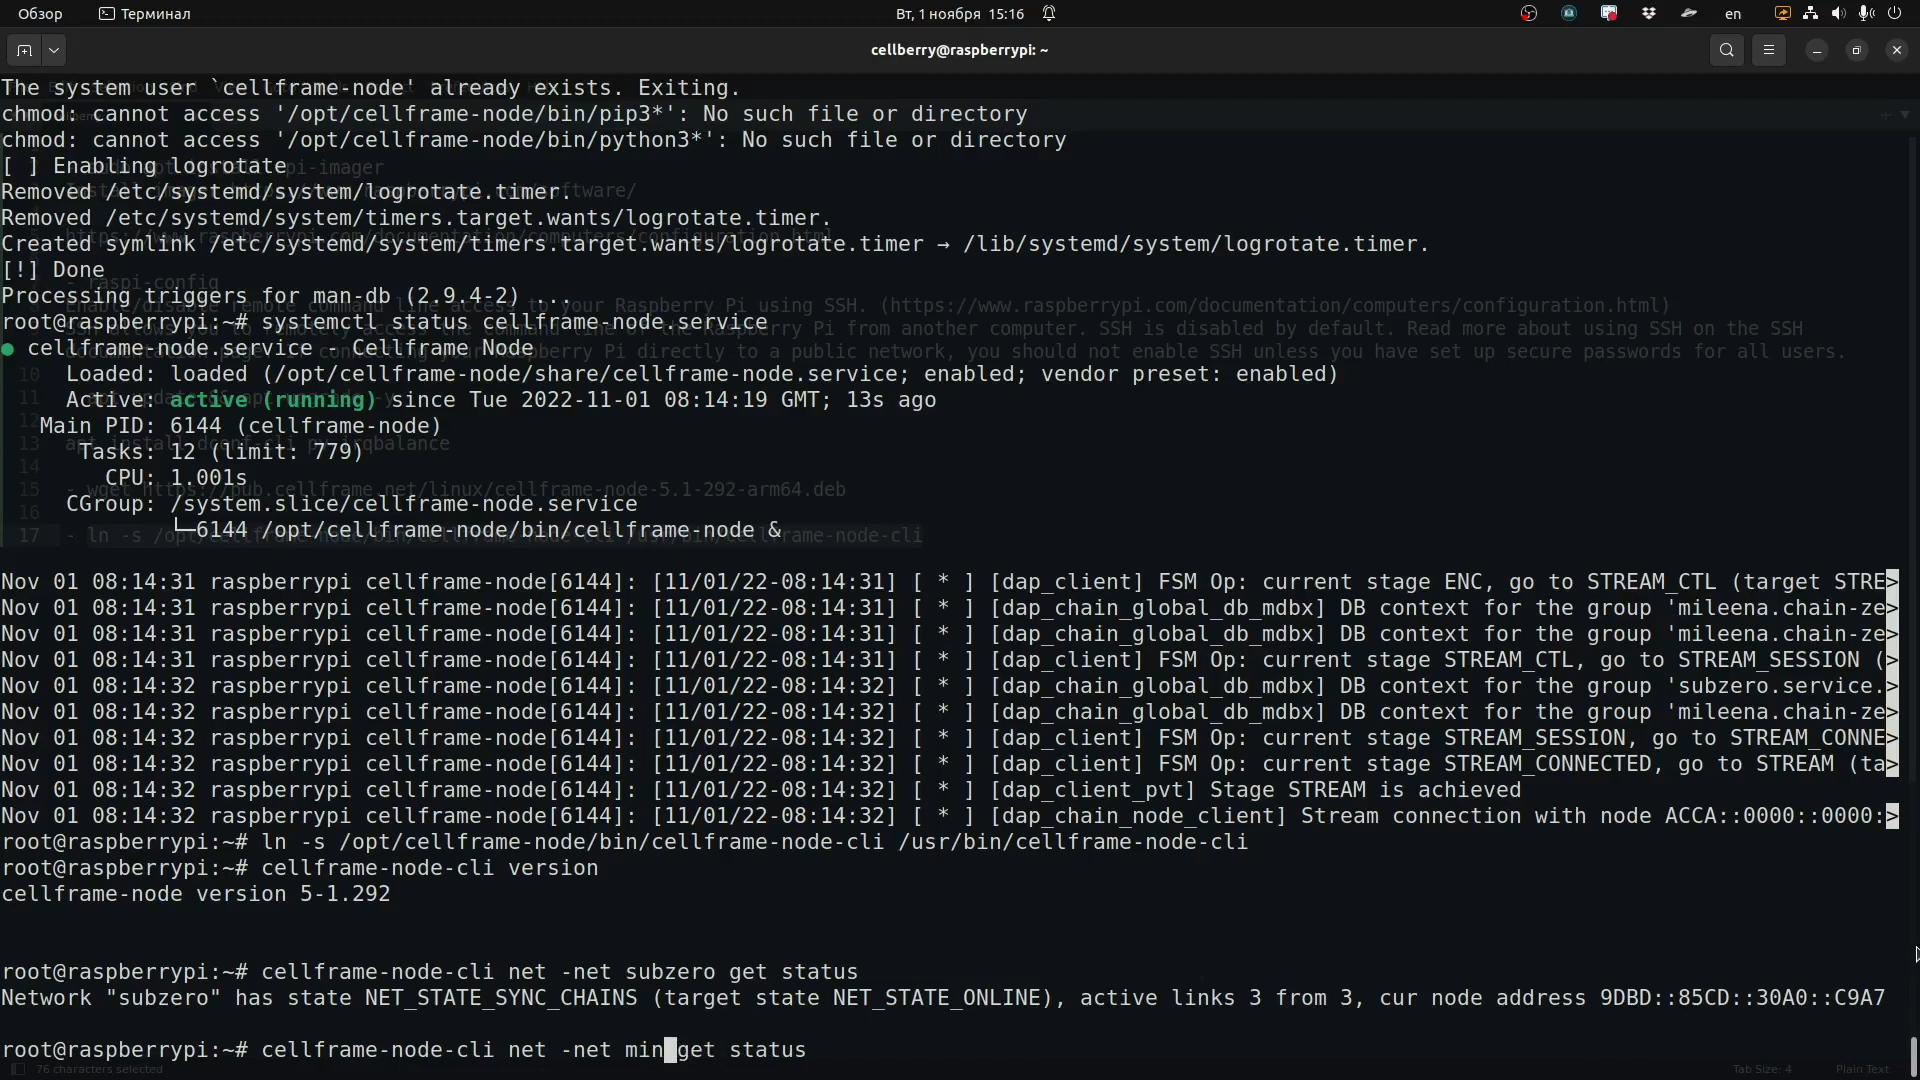 Обзор
Терминал
Вт, 1 ноября 15:16
en
cellberry@raspberrypi: ~
The system user `cellframe-node' already exists. Exiting.
chmod: cannot access '/opt/cellframe-node/bin/pip3*': No such file or directory
chmod: cannot access '/opt/cellframe-node/bin/python3*': No such file or directory
[ ] Enabling logrotate
Removed /etc/systemd/system/logrotate.timer.
Removed /etc/systemd/system/timers.target.wants/logrotate.timer.
Created symlink /etc/systemd/system/timers.target.wants/logrotate.timer → /lib/systemd/system/logrotate.timer.
[!] Done
Processing triggers for man-db (2.9.4-2) ...
root@raspberrypi:~# systemctl status cellframe-node.service
● cellframe-node.service - Cellframe Node
Loaded: loaded (/opt/cellframe-node/share/cellframe-node.service; enabled; vendor preset: enabled)
Active: active (running) since Tue 2022-11-01 08:14:19 GMT; 13s ago
Main PID: 6144 (cellframe-node)
Tasks: 12 (limit: 779)
CPU: 1.001s
CGroup: /system.slice/cellframe-node.service
└─6144 /opt/cellframe-node/bin/cellframe-node &
Nov 01 08:14:31 raspberrypi cellframe-node[6144]: [11/01/22-08:14:31] [ * ] [dap_client] FSM Op: current stage ENC, go to STREAM_CTL (target STRE>
Nov 01 08:14:31 raspberrypi cellframe-node[6144]: [11/01/22-08:14:31] [ * ] [dap_chain_global_db_mdbx] DB context for the group 'mileena.chain-ze>
Nov 01 08:14:31 raspberrypi cellframe-node[6144]: [11/01/22-08:14:31] [ * ] [dap_chain_global_db_mdbx] DB context for the group 'mileena.chain-ze>
Nov 01 08:14:31 raspberrypi cellframe-node[6144]: [11/01/22-08:14:31] [ * ] [dap_client] FSM Op: current stage STREAM_CTL, go to STREAM_SESSION (>
Nov 01 08:14:32 raspberrypi cellframe-node[6144]: [11/01/22-08:14:32] [ * ] [dap_chain_global_db_mdbx] DB context for the group 'subzero.service.>
Nov 01 08:14:32 raspberrypi cellframe-node[6144]: [11/01/22-08:14:32] [ * ] [dap_chain_global_db_mdbx] DB context for the group 'mileena.chain-ze>
Nov 01 08:14:32 raspberrypi cellframe-node[6144]: [11/01/22-08:14:32] [ * ] [dap_client] FSM Op: current stage STREAM_SESSION, go to STREAM_CONNE>
Nov 01 08:14:32 raspberrypi cellframe-node[6144]: [11/01/22-08:14:32] [ * ] [dap_client] FSM Op: current stage STREAM_CONNECTED, go to STREAM (ta>
Nov 01 08:14:32 raspberrypi cellframe-node[6144]: [11/01/22-08:14:32] [ * ] [dap_client_pvt] Stage STREAM is achieved
Nov 01 08:14:32 raspberrypi cellframe-node[6144]: [11/01/22-08:14:32] [ * ] [dap_chain_node_client] Stream connection with node ACCA::0000::0000:>
root@raspberrypi:~# ln -s /opt/cellframe-node/bin/cellframe-node-cli /usr/bin/cellframe-node-cli
root@raspberrypi:~# cellframe-node-cli version
cellframe-node version 5-1.292
root@raspberrypi:~# cellframe-node-cli net -net subzero get status
Network "subzero" has state NET_STATE_SYNC_CHAINS (target state NET_STATE_ONLINE), active links 3 from 3, cur node address 9DBD::85CD::30A0::C9A7
root@raspberrypi:~# cellframe-node-cli net -net min get status
76 characters selected
Tab Size: 4
Plain Text